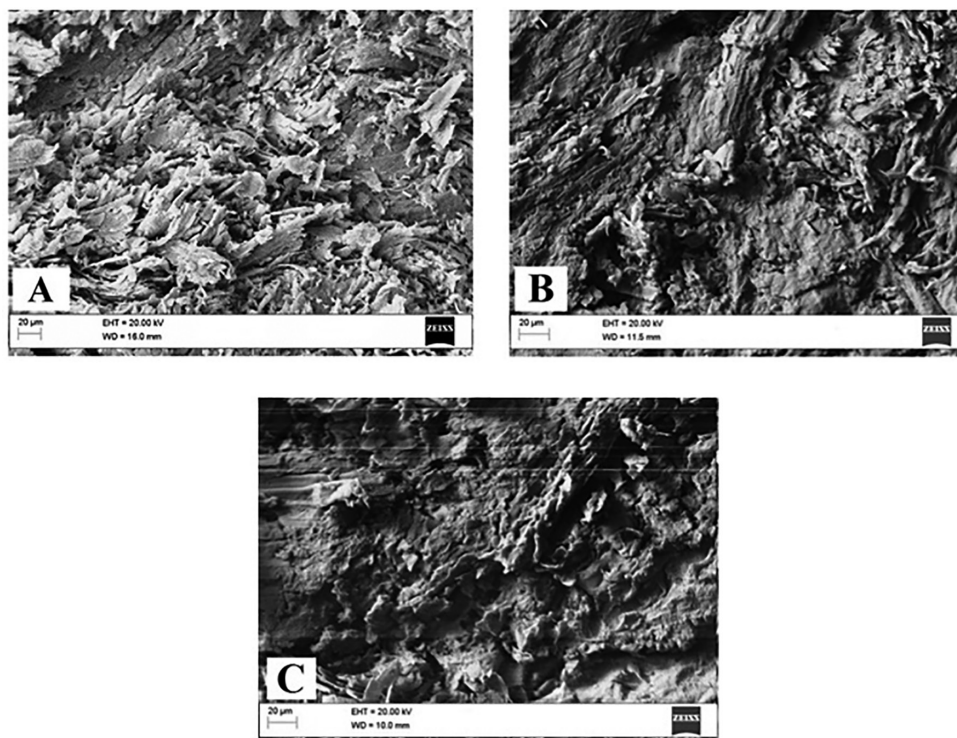 A
20 µm
EHT = 20.00 kV
WD = 16.0 mm
ZEISS
B
20 µm
EHT = 20.00 kV
WD = 11.5 mm
ZEISS
C
20 µm
EHT = 20.00 kV
WD = 10.0 mm
ZEISS